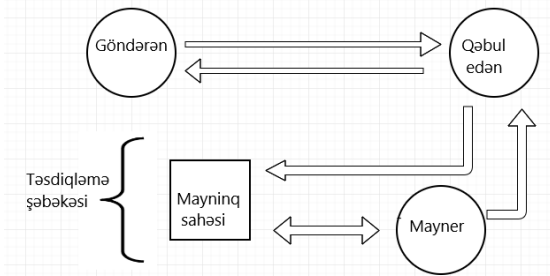 Göndərən
Qəbul
edən
Təsdiqləmə
şəbəkəsi
Mayninq
sahəsi
Mayner